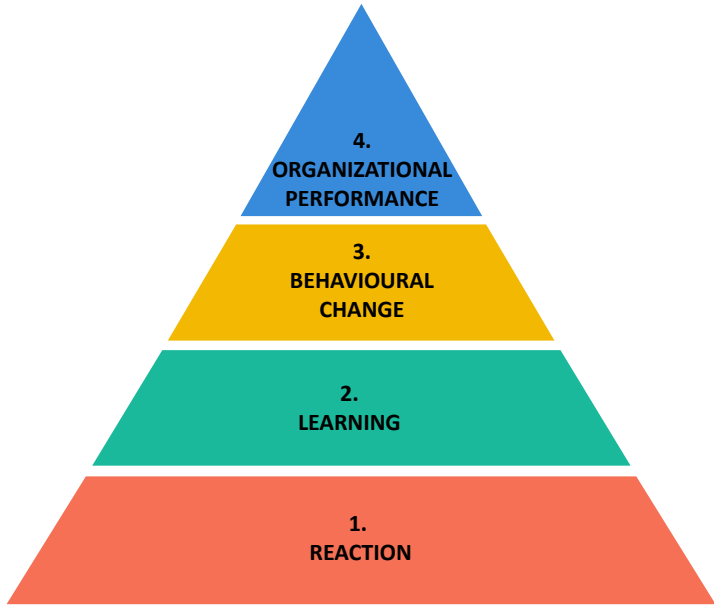 4.
ORGANIZATIONAL
PERFORMANCE
3.
BEHAVIOURAL
CHANGE
2.
LEARNING
1.
REACTION